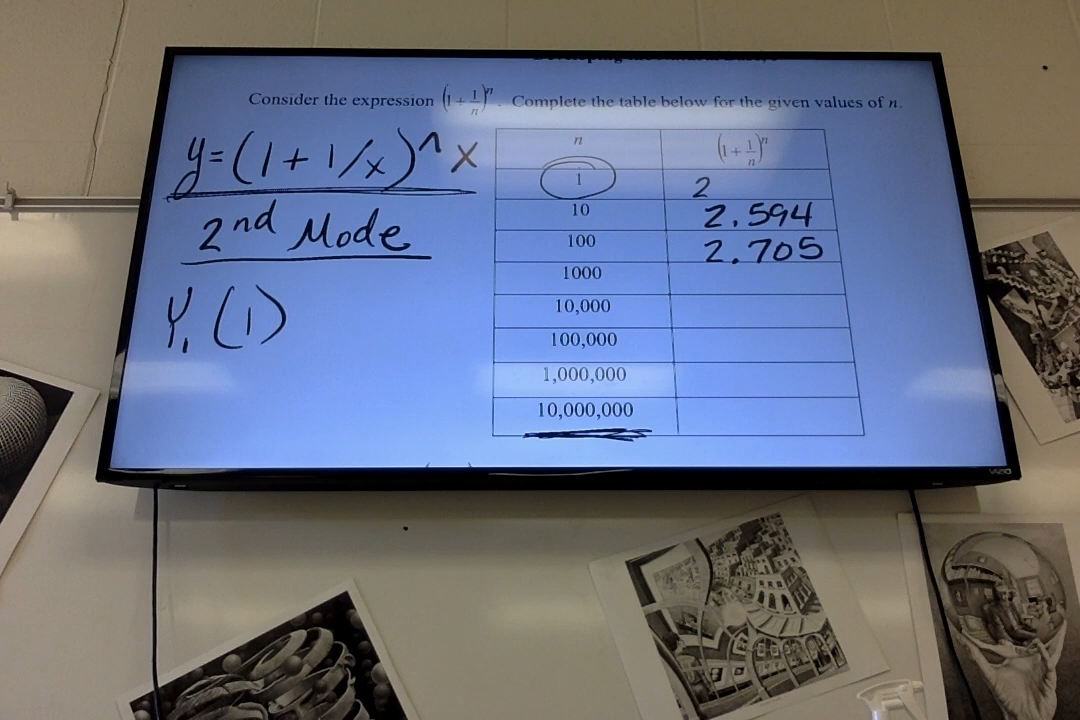 Consider the expression (1 + 1/n)^n. Complete the table below for the given values of n.
y=(1+1/x)^x
2nd Mode
Y₁(1)
n (1 + 1/n)^n
1 2
10 2.594
100 2.705
1000
10,000
100,000
1,000,000
10,000,000
VIZIO